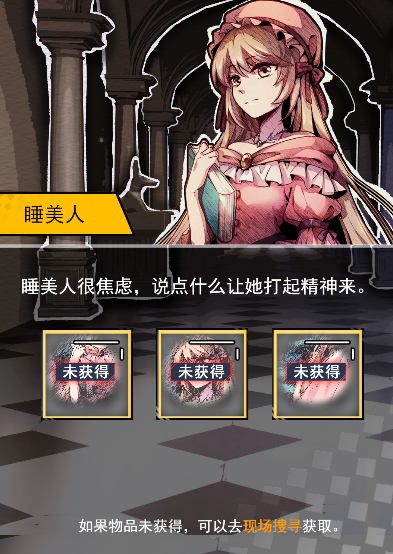 睡美人
睡美人很焦虑，说点什么让她打起精神来。
未获得
未获得
未获得
如果物品未获得，可以去现场搜寻获取。